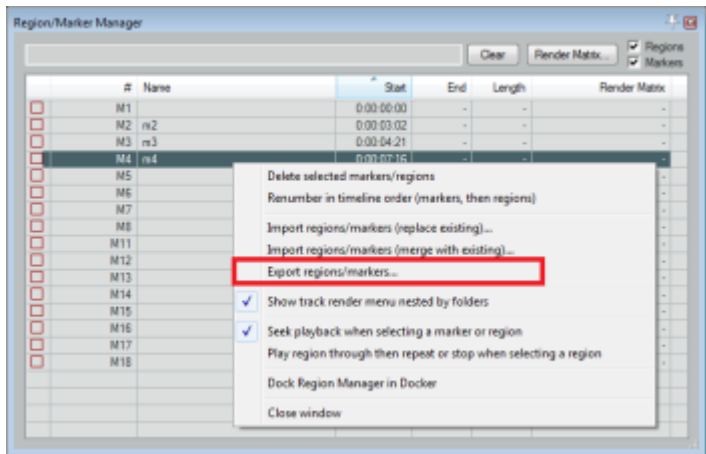 Region/Marker Manager
Clear Render Matrix... Regions
Markers
# Name Start End Length Render Matrix
M1 0:00:00:00 - - -
M2 m2 0:00:03:02 - - -
M3 m3 0:00:04:21 - - -
M4 m4 0:00:07:16 - - -
M5 -
M6 -
M7 -
M8 -
M11 -
M12 -
M13 -
M14 -
M15 -
M16 -
M17 -
M18 -
Delete selected markers/regions
Renumber in timeline order (markers, then regions)
Import regions/markers (replace existing)...
Import regions/markers (merge with existing)...
Export regions/markers...
Show track render menu nested by folders
Seek playback when selecting a marker or region
Play region through then repeat or stop when selecting a region
Dock Region Manager in Docker
Close window